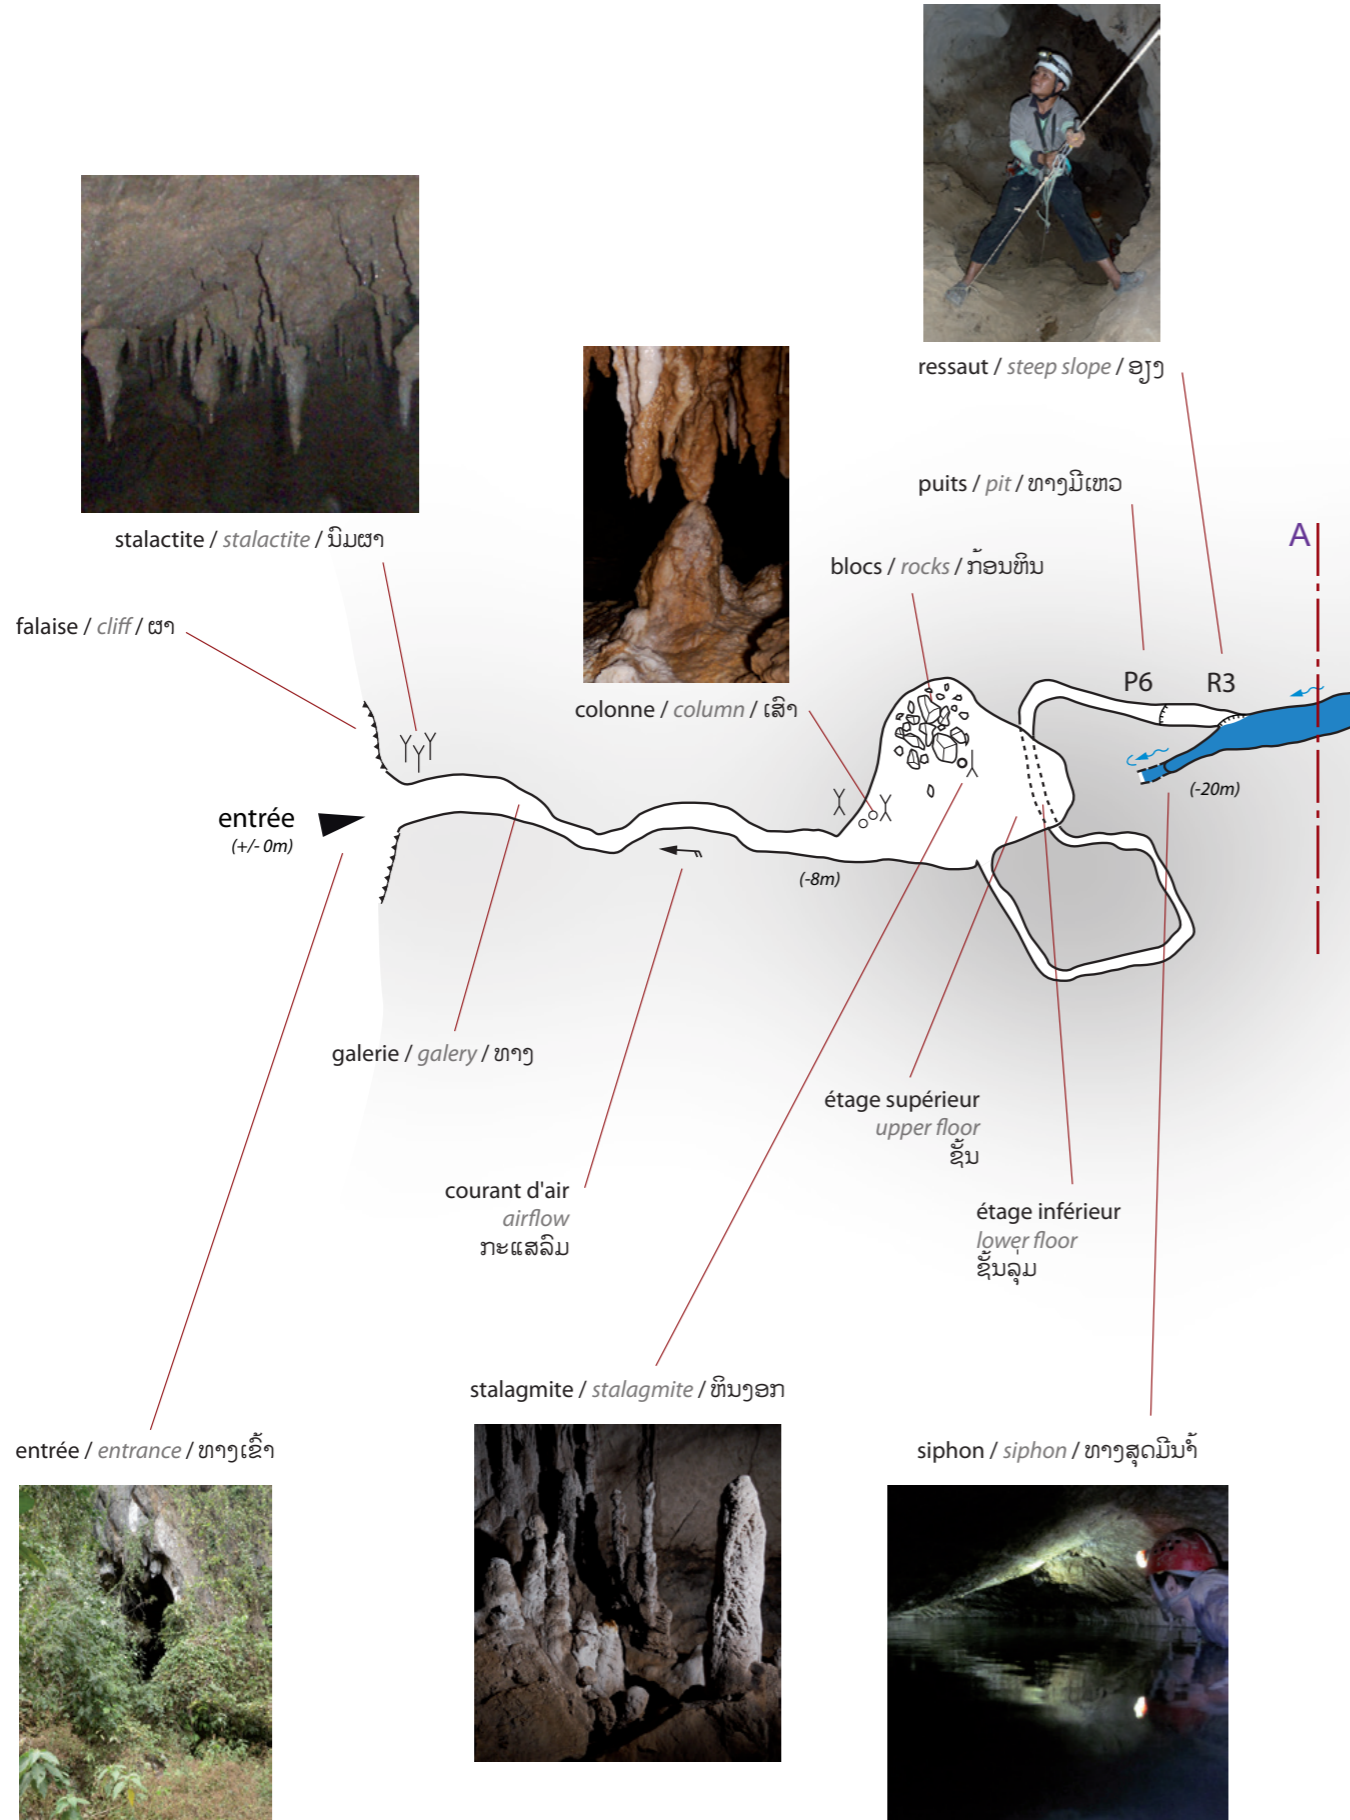 ressaut / steep slope / ອຽງ
puits / pit / ທາງມີເຫວ
A
stalactite / stalactite / ນົມຜາ
blocs / rocks / ກ້ອນຫີນ
falaise / cliff / ຜາ
P6
R3
colonne / column / ເສົາ
(-20m)
entrée
(+/- 0m)
(-8m)
galerie / galery / ທາງ
étage supérieur
upper floor
ຊັ້ນ
courant d'air
airflow
ກະແສລົມ
étage inférieur
lower floor
ຊັ້ນລຸ່ມ
stalagmite / stalagmite / ຫີນງອກ
entrée / entrance / ທາງເຂົ້າ
siphon / siphon / ທາງສຸດມີນ້ຳ